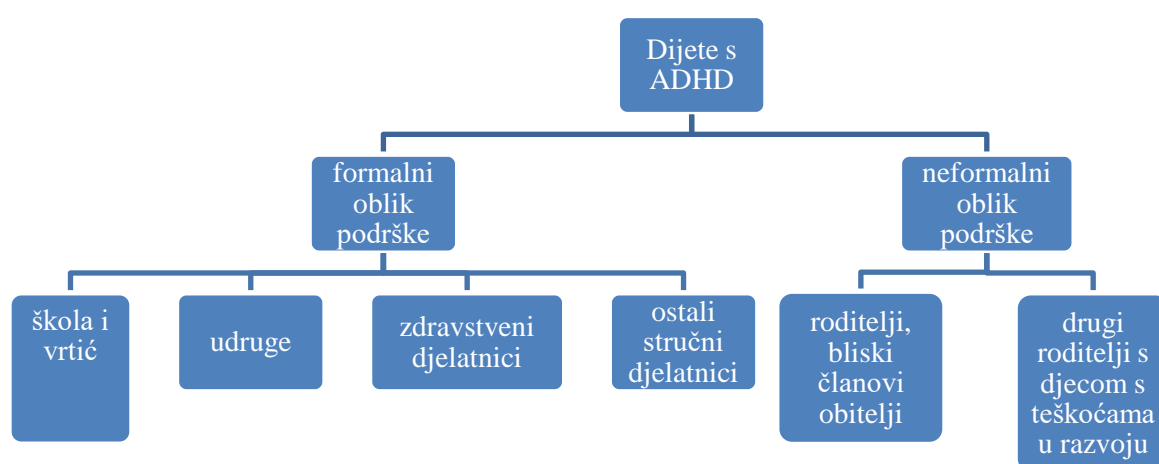 Dijete s
ADHD
formalni
oblik
podrške
neformalni
oblik
podrške
škola i
vrtić
udruge
zdravstveni
djelatnici
ostali
stručni
djelatnici
roditelji,
bliski
članovi
obitelji
drugi
roditelji s
djecom s
teškoćama
u razvoju